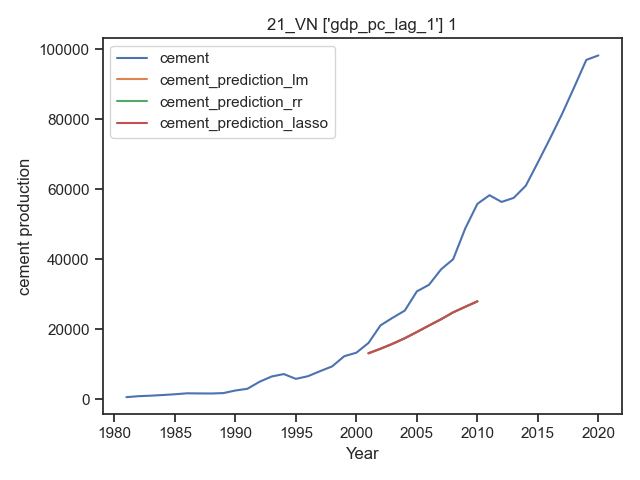 21_VN ['gdp_pc_lag_1'] 1
cement
cement_prediction_lm
cement_prediction_rr
cement_prediction_lasso
100000
80000
60000
40000
20000
0
cement production
1980 1985 1990 1995 2000 2005 2010 2015 2020
Year